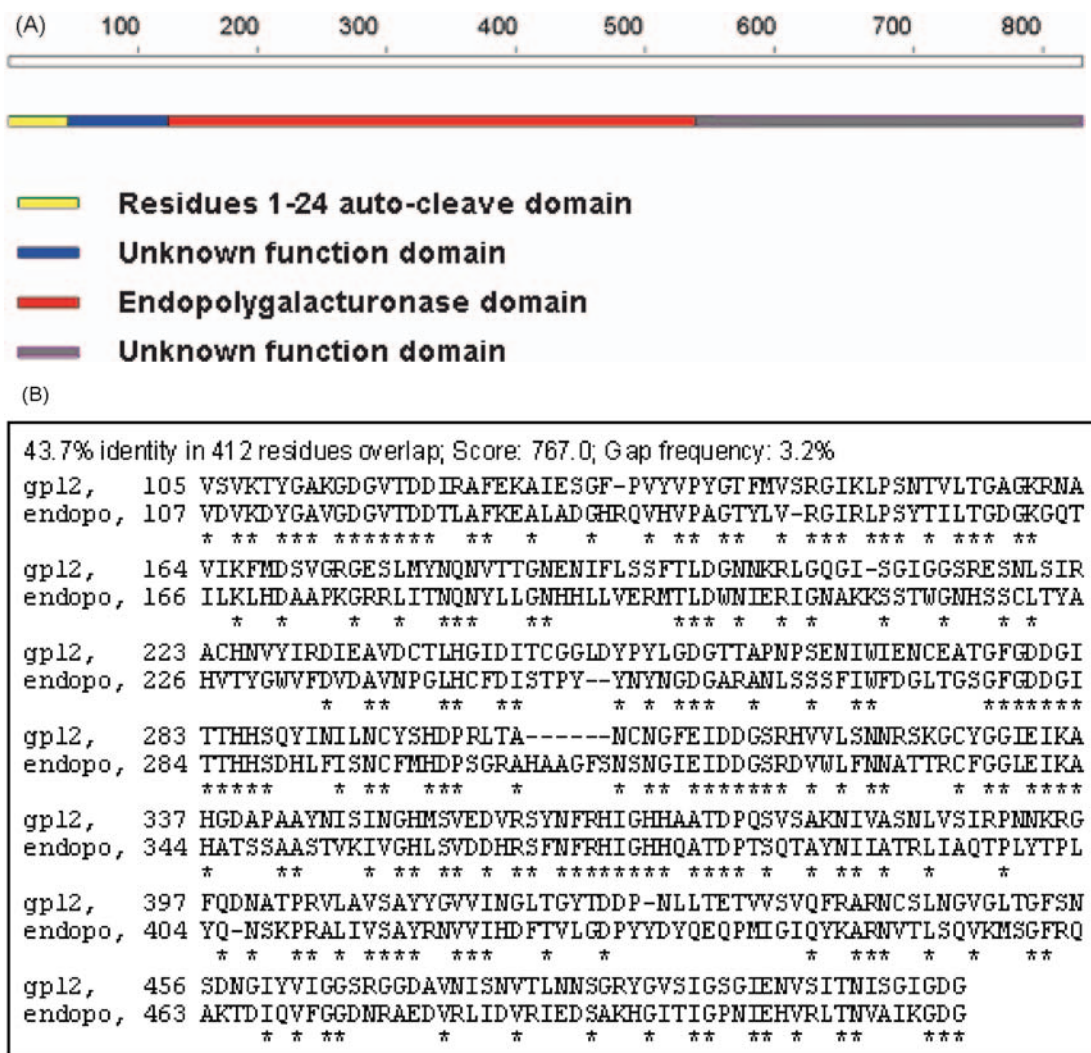 (A)
100 200 300 400 500 600 700 800
Residues 1-24 auto-cleave domain
Unknown function domain
Endopolygalacturonase domain
Unknown function domain
(B)
43.7% identity in 412 residues overlap; Score: 767.0; Gap frequency: 3.2%
gp12, 105 VSVKTYGAKGDGVTDDIRAFEKAIESGF-PVYVPYGTFMVSRGIKLPSNTVLTGAGKRNA
endopo, 107 VDVKDYGAVGDGVTDDTLAFKEALADGHRQVHVPAGTYLV-RGIRLPSYTILTGDGKGQT
* ** *** ******** ** * * * ** ** * ** *** * *** **
gp12, 164 VIKFMDSVGRGESLMYNQNVTTGNENIFLSSFTLDGNNKRLGQGI-SGIGGSRESNLSIR
endopo, 166 ILKLHDAAPKGRRLITNQNYLLGNHHLLVERMTLDWNIERIGNAKKSSTWGNHSSCLTYA
* * * * *** ** *** * * * * * * *
gp12, 223 ACHNVYIRDIEAVDCTLHGIDITCGGLDYPYLGDGTTAPNPSENIWIENCEATGFGDDGI
endopo, 226 HVTYGWVFDVDAVNPGLHCFDISTPY--YNYNGDGARANLSSSFIWFDGLTGSGFGDDGI
* ** ** ** * * *** * * ** *******
gp12, 283 TTHHSQYINILNCYSHDPRLTA------NCNGFEIDDGSRHVVLSNNRSKGCYGGIEIKA
endopo, 284 TTHHSDHLFISNCFMHDPSGRAHAAGFSNSNGIEIDDGSRDVWLFNNATTRCFGGLEIKA
***** * ** *** * * ** ******* * * ** * ** ****
gp12, 337 HGDAPAAYNISINGHMSVEDVRSYNFRHIGHHAATDPQSVSAKNIVASNLVSIRPNNKRG
endopo, 344 HATSSAASTVKIVGHLSVDDHRSFNFRHIGHHQATDPTSQTAYNIIATRLIAQTPLYTPL
* ** * ** ** * ** ******** **** * * ** * * *
gp12, 397 FQDNATPRVLAVSAYYGVVINGLTGYTDDP-NLLTETVVSVQFRARNCSLNGVGLTGFSN
endopo, 404 YQ-NSKPRALIVSAYRNVVIHDFTVLGDPYYDYQEQPMIGIQYKARNVTLSQVKMSGFRQ
* * ** * **** *** * * * *** * * **
gp12, 456 SDNGIYVIGGSRGGDAVNISNVTLNNSGRYGVSIGSGIENVSITNISGIGDG
endopo, 463 AKTDIQVFGGDNRAEDVRLIDVRIEDSAKHGITIGPNIEHVRLTNVAIKGDG
* * ** * * * * ** ** * ** ***